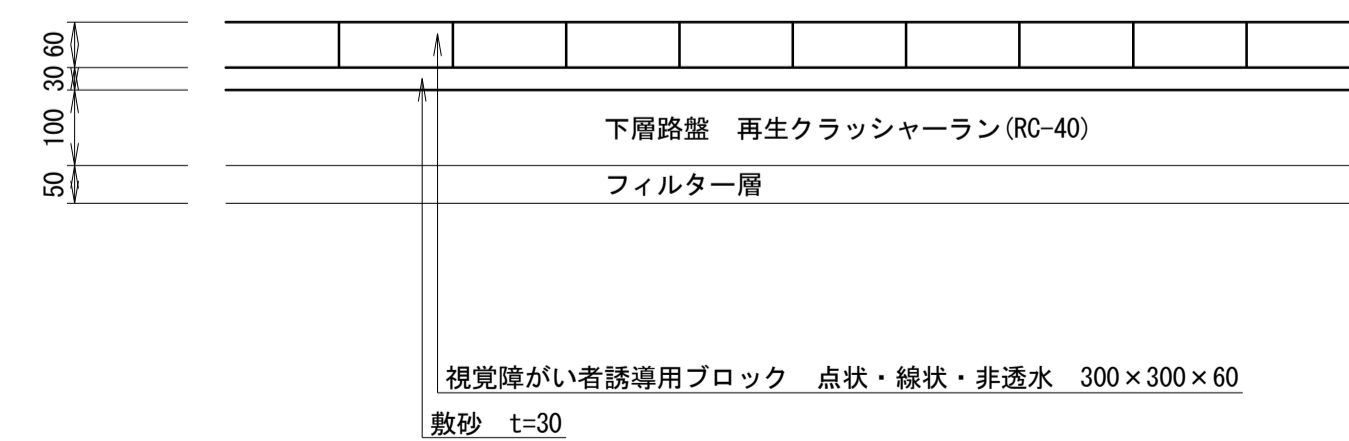 60
30
100
50
下層路盤　再生クラッシャーラン(RC-40)
フィルター層
視覚障がい者誘導用ブロック　点状・線状・非透水　300×300×60
敷砂　t=30